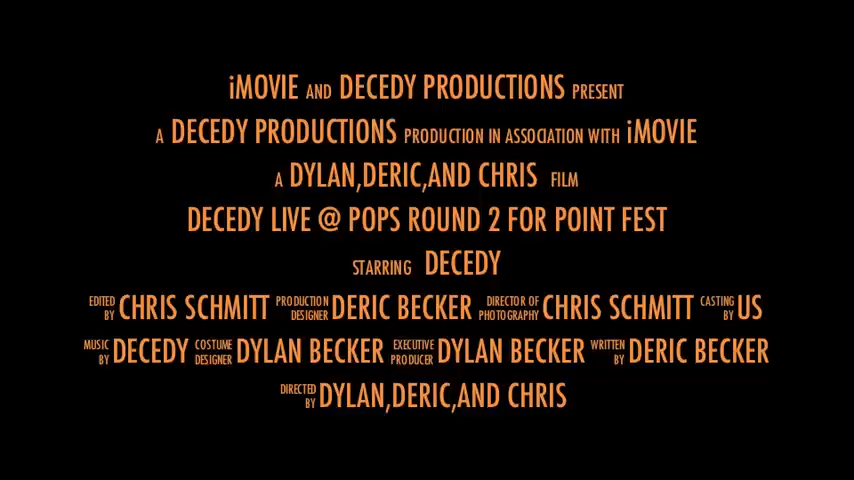 iMOVIE AND DECEDY PRODUCTIONS PRESENT
A DECEDY PRODUCTIONS PRODUCTION IN ASSOCIATION WITH iMOVIE
A DYLAN,DERIC,AND CHRIS FILM
DECEDY LIVE @ POPS ROUND 2 FOR POINT FEST
STARRING DECEDY
EDITED BY CHRIS SCHMITT PRODUCTION DESIGNER DERIC BECKER DIRECTOR OF PHOTOGRAPHY CHRIS SCHMITT CASTING BY US
MUSIC BY DECEDY COSTUME DESIGNER DYLAN BECKER EXECUTIVE PRODUCER DYLAN BECKER WRITTEN BY DERIC BECKER
DIRECTED BY DYLAN,DERIC,AND CHRIS